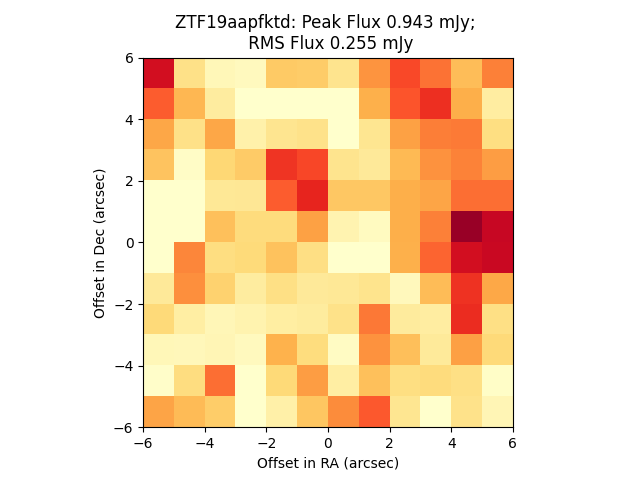 ZTF19aapfktd: Peak Flux 0.943 mJy;
RMS Flux 0.255 mJy
6
4
2
0
−2
−4
−6
Offset in Dec (arcsec)
−6 −4 −2 0 2 4 6
Offset in RA (arcsec)